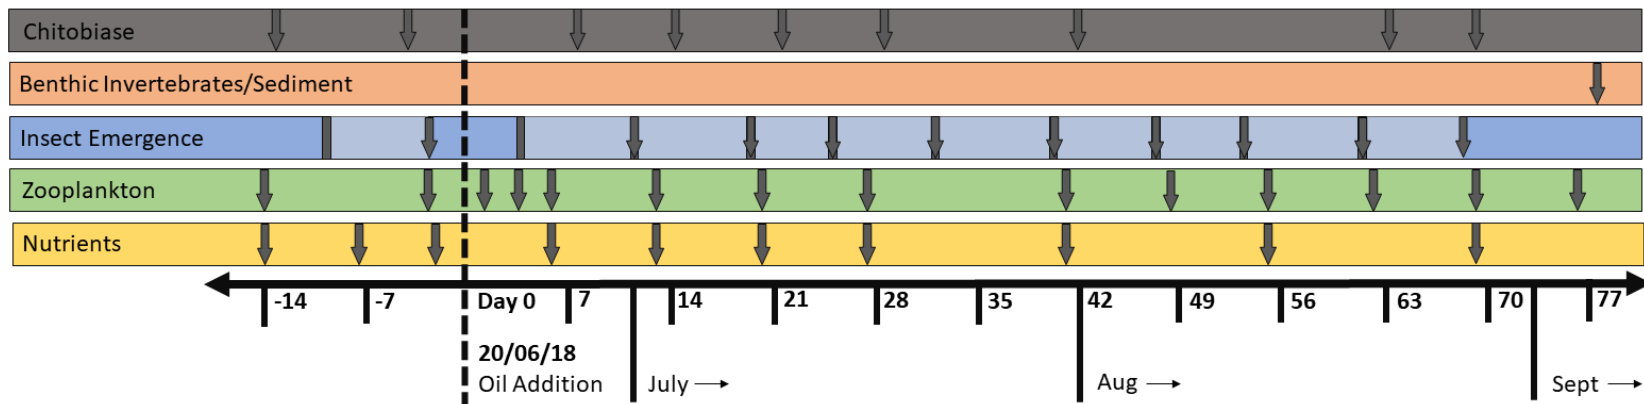 Chitobiase
Benthic Invertebrates/Sediment
Insect Emergence
Zooplankton
Nutrients
-14 -7 Day 0 7 14 21 28 35 42 49 56 63 70 77
20/06/18
Oil Addition July Aug Sept